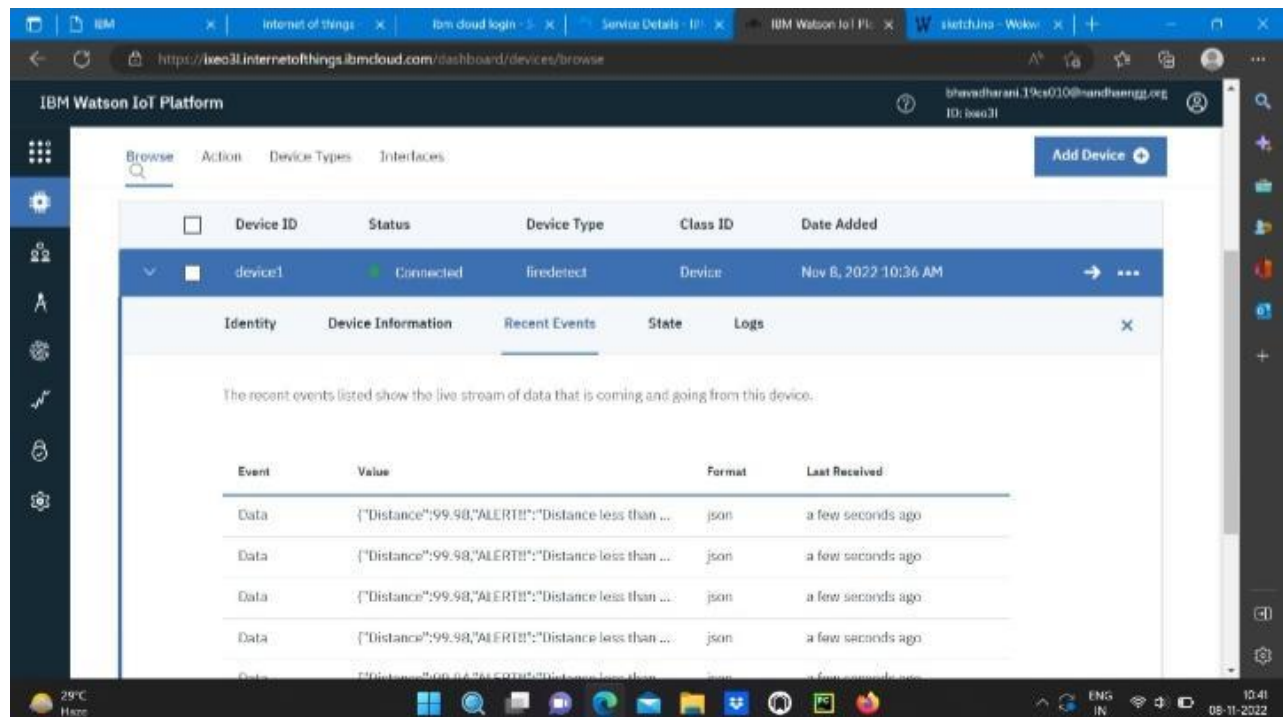 IBM
internet of things
ibm cloud login - S
Service Details - IB
IBM Watson IoT Pla
sketch.ino - Wokwi
https://ixeo3l.internetofthings.ibmcloud.com/dashboard/devices/browse
IBM Watson IoT Platform
bhavadharani.19cs010@nandhaengg.org
ID: ixeo3l
Browse Action Device Types Interfaces
Add Device
Device ID Status Device Type Class ID Date Added
device1 Connected firedetect Device Nov 8, 2022 10:36 AM
Identity Device Information Recent Events State Logs
The recent events listed show the live stream of data that is coming and going from this device.
Event Value Format Last Received
Data {"Distance":99.98,"ALERT!!":"Distance less than ... json a few seconds ago
Data {"Distance":99.98,"ALERT!!":"Distance less than ... json a few seconds ago
Data {"Distance":99.98,"ALERT!!":"Distance less than ... json a few seconds ago
Data {"Distance":99.98,"ALERT!!":"Distance less than ... json a few seconds ago
29°C
Haze
ENG
IN
10:41
08-11-2022